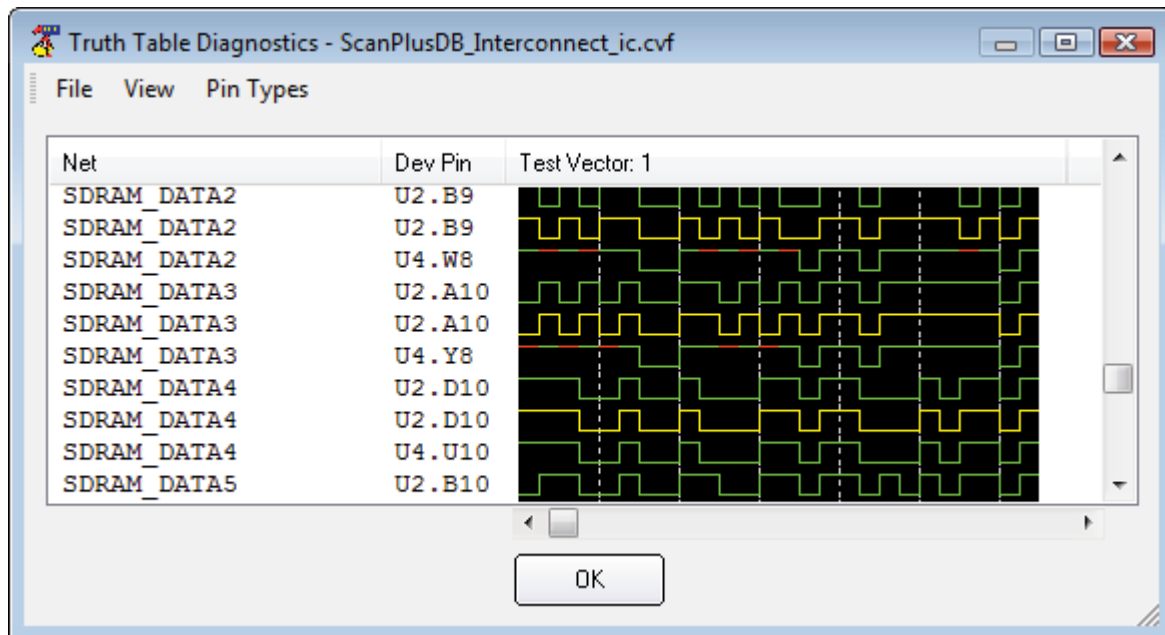 Truth Table Diagnostics - ScanPlusDB_Interconnect_ic.cvf
File View Pin Types
Net Dev Pin Test Vector: 1
SDRAM_DATA2 U2.B9
SDRAM_DATA2 U2.B9
SDRAM_DATA2 U4.W8
SDRAM_DATA3 U2.A10
SDRAM_DATA3 U2.A10
SDRAM_DATA3 U4.Y8
SDRAM_DATA4 U2.D10
SDRAM_DATA4 U2.D10
SDRAM_DATA4 U4.U10
SDRAM_DATA5 U2.B10
OK